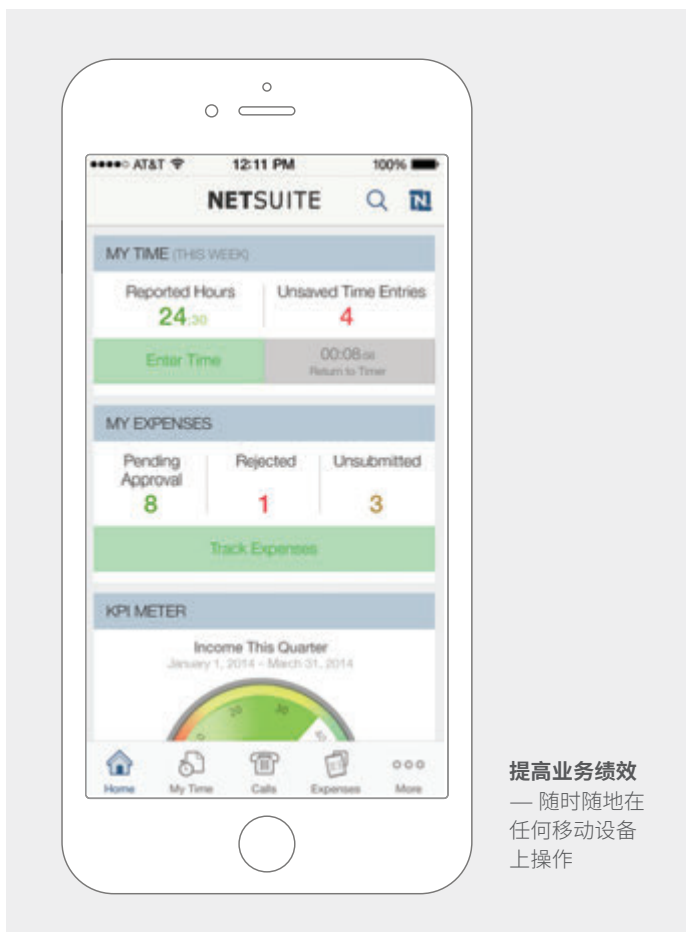 AT&T 12:11 PM 100%
NETSUITE N
MY TIME (THIS WEEK)
Reported Hours Unsaved Time Entries
24:30 4
Enter Time 00:08
Return to Timer
MY EXPENSES
Pending Approval Rejected Unsubmitted
8 1 3
Track Expenses
KPI METER
Income This Quarter
January 1, 2014 - March 31, 2014
20 30
0
Home My Time Calls Expenses More
提高业务绩效
— 随时随地在
任何移动设备
上操作